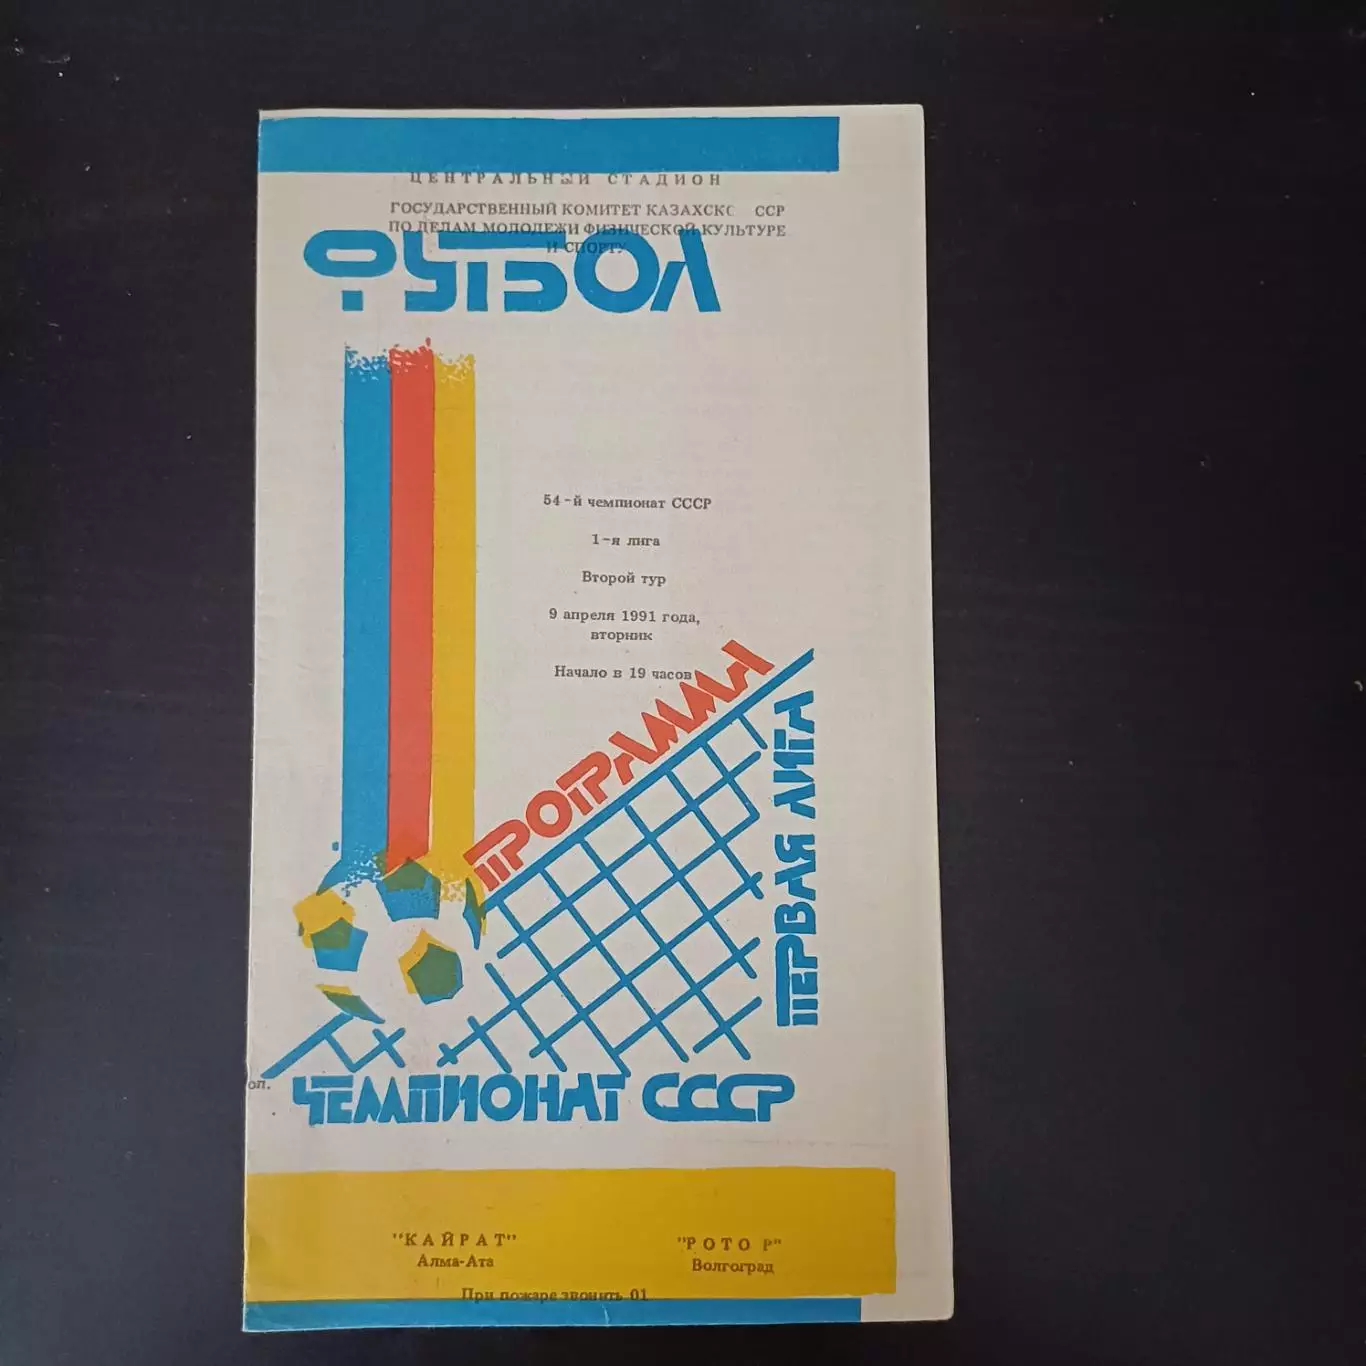 ЦЕНТРАЛЬНЫЙ СТАДИОН
ГОСУДАРСТВЕННЫЙ КОМИТЕТ КАЗАХСКО ССР
ПО ДЕЛАМ МОЛОДЕЖИ ФИЗИЧЕСКОЙ КУЛЬТУРЕ
И СПОРТУ
ФУТБОЛ
54-й чемпионат СССР
1-я лига
Второй тур
9 апреля 1991 года,
вторник
Начало в 19 часов
ПРОГРАММА
ПЕРВАЯ ЛИГА
оп.
ЧЕМПИОНАТ СССР
"КАЙРАТ"
Алма-Ата
"РОТО Р"
Волгоград
При пожаре звонить 01